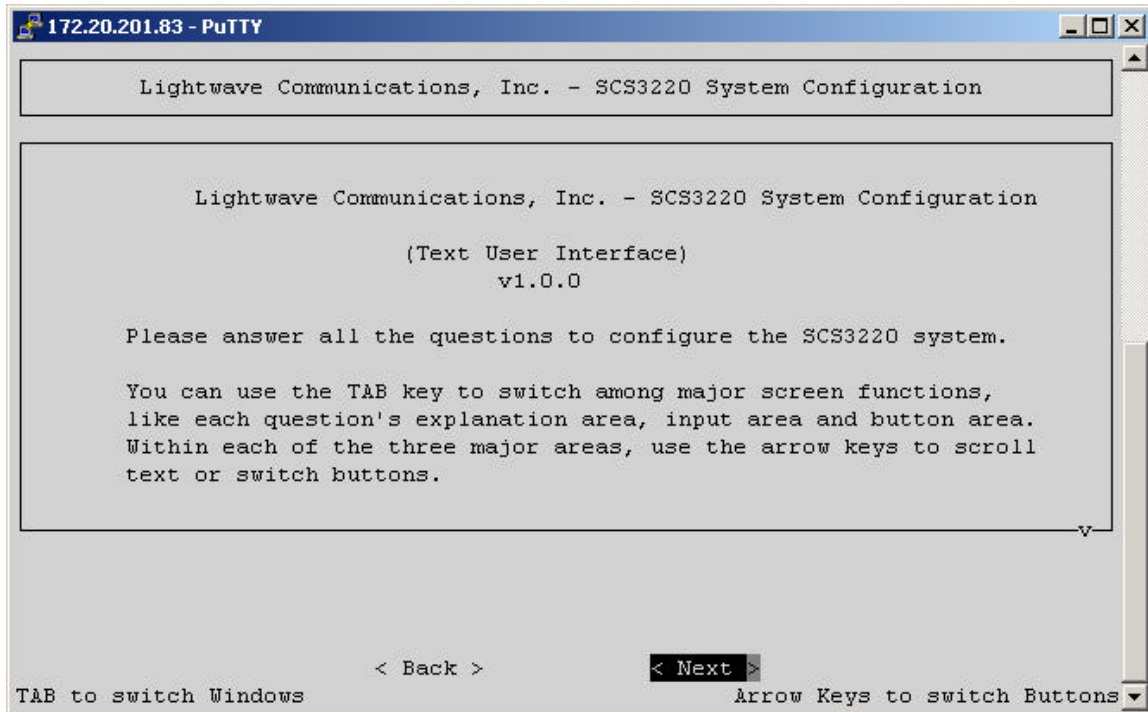 172.20.201.83 - PuTTY
Lightwave Communications, Inc. - SCS3220 System Configuration
Lightwave Communications, Inc. - SCS3220 System Configuration
(Text User Interface)
v1.0.0
Please answer all the questions to configure the SCS3220 system.
You can use the TAB key to switch among major screen functions,
like each question's explanation area, input area and button area.
Within each of the three major areas, use the arrow keys to scroll
text or switch buttons.
v
< Back > < Next >
TAB to switch Windows Arrow Keys to switch Buttons